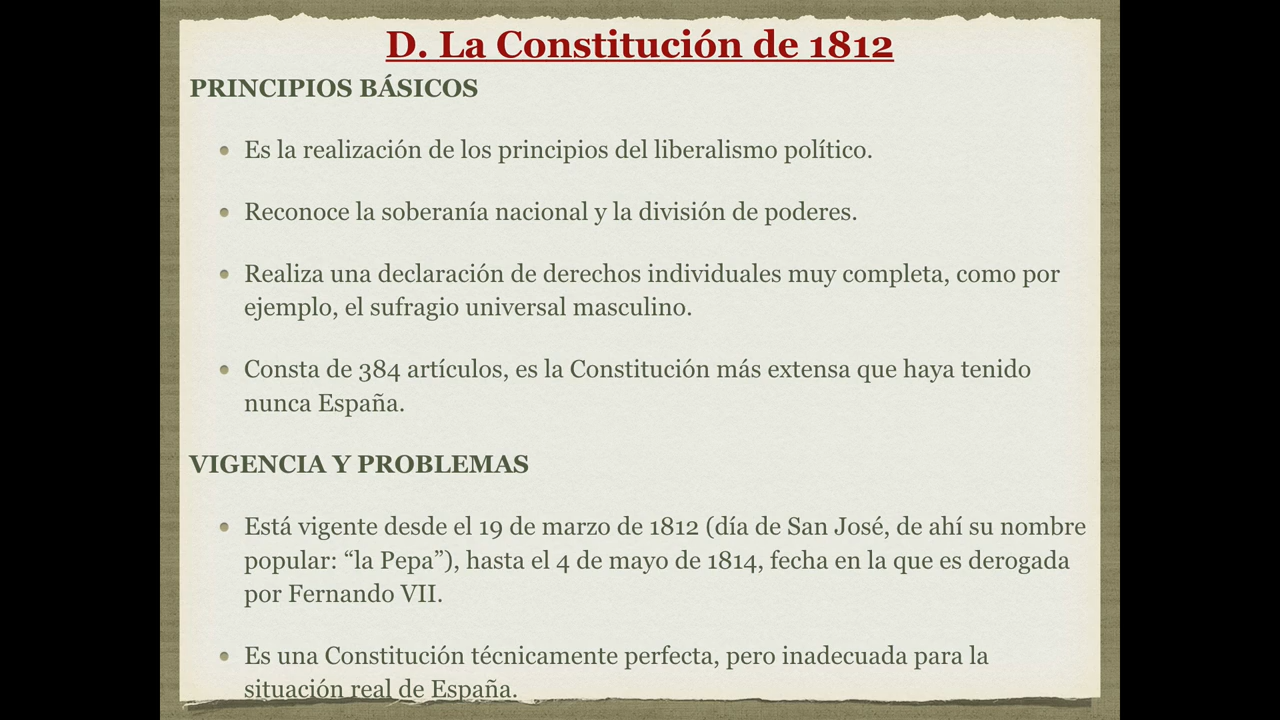 D. La Constitución de 1812
PRINCIPIOS BÁSICOS
• Es la realización de los principios del liberalismo político.
• Reconoce la soberanía nacional y la división de poderes.
• Realiza una declaración de derechos individuales muy completa, como por
ejemplo, el sufragio universal masculino.
• Consta de 384 artículos, es la Constitución más extensa que haya tenido
nunca España.
VIGENCIA Y PROBLEMAS
• Está vigente desde el 19 de marzo de 1812 (día de San José, de ahí su nombre
popular: “la Pepa”), hasta el 4 de mayo de 1814, fecha en la que es derogada
por Fernando VII.
• Es una Constitución técnicamente perfecta, pero inadecuada para la
situación real de España.